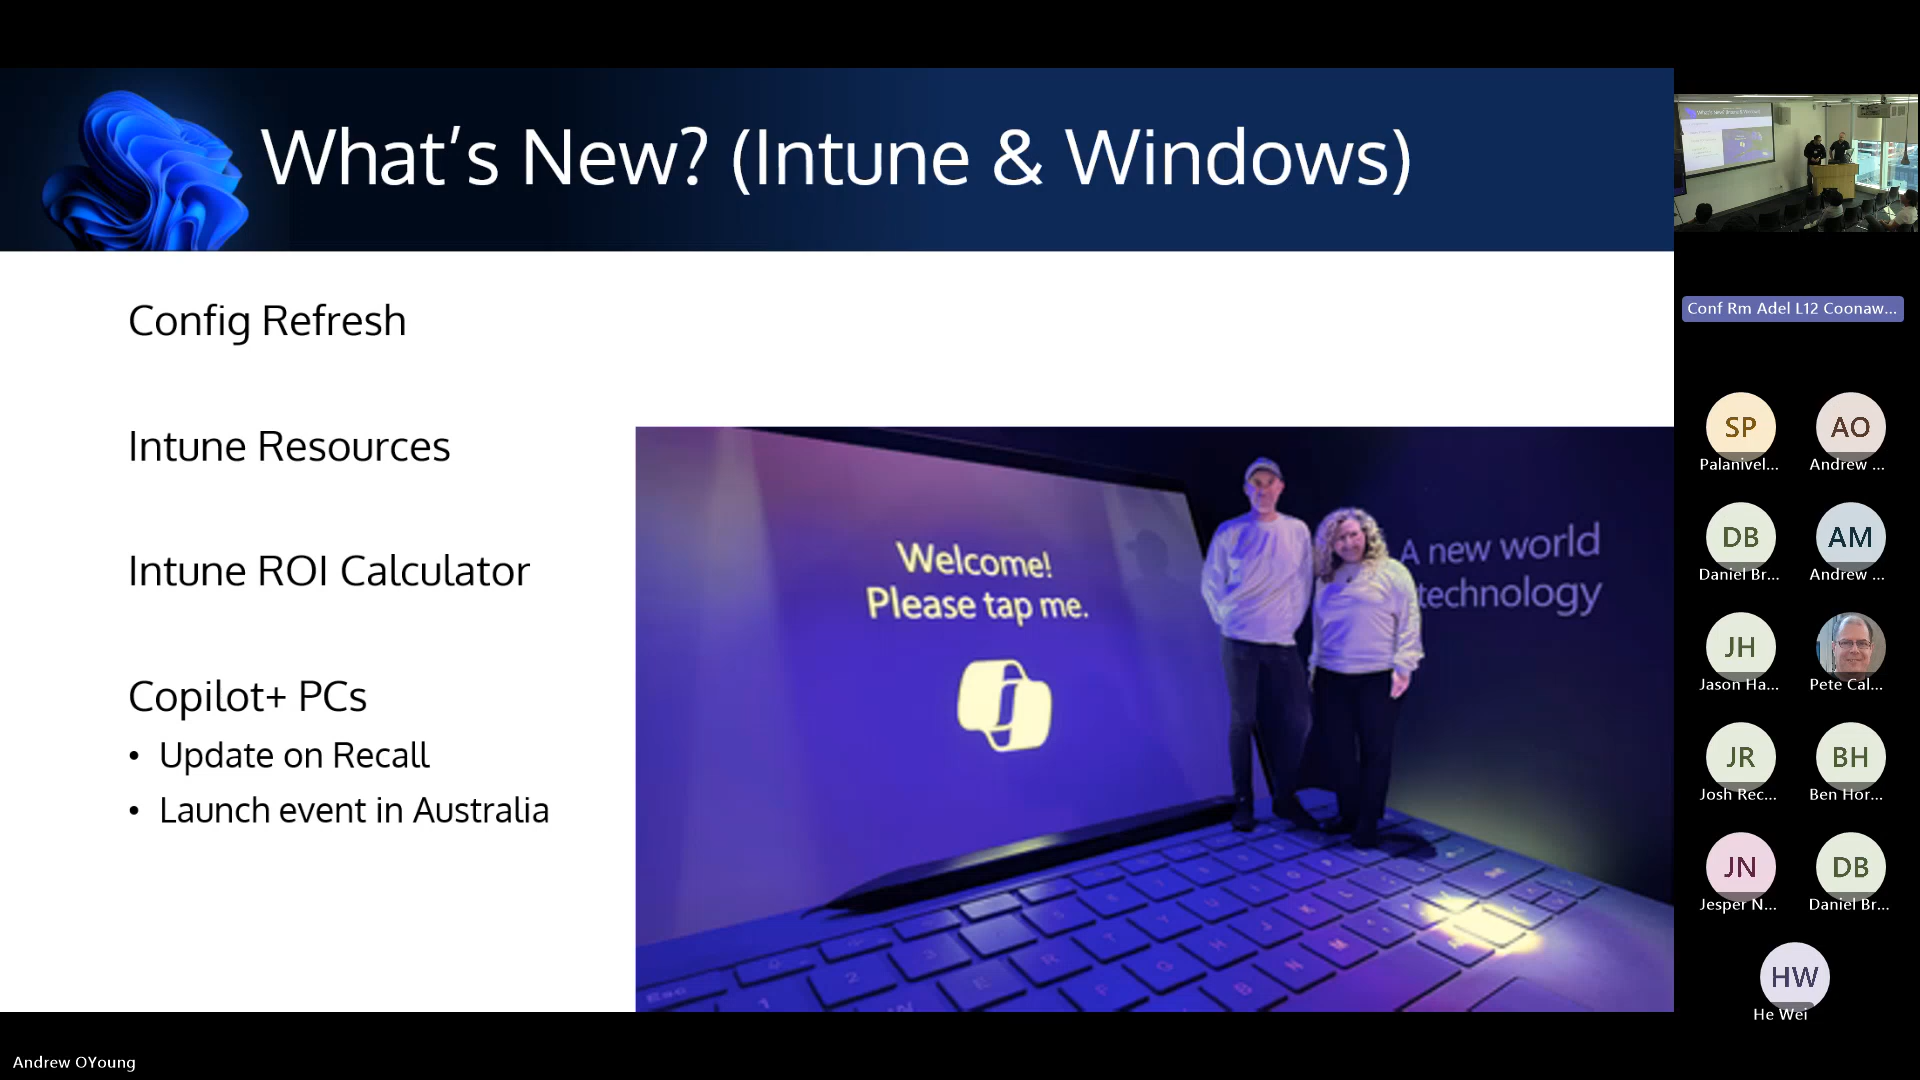 What's New? (Intune & Windows)
Config Refresh
Intune Resources
Intune ROI Calculator
Copilot+ PCs
• Update on Recall
• Launch event in Australia
Welcome!
Please tap me.
A new world
technology
Conf Rm Adel L12 Coonaw...
SP
Palanivel...
AO
Andrew ...
DB
Daniel Br...
AM
Andrew ...
JH
Jason Ha...
Pete Cal...
JR
Josh Rec...
BH
Ben Hor...
JN
Jesper N...
DB
Daniel Br...
HW
He Wei
Andrew OYoung